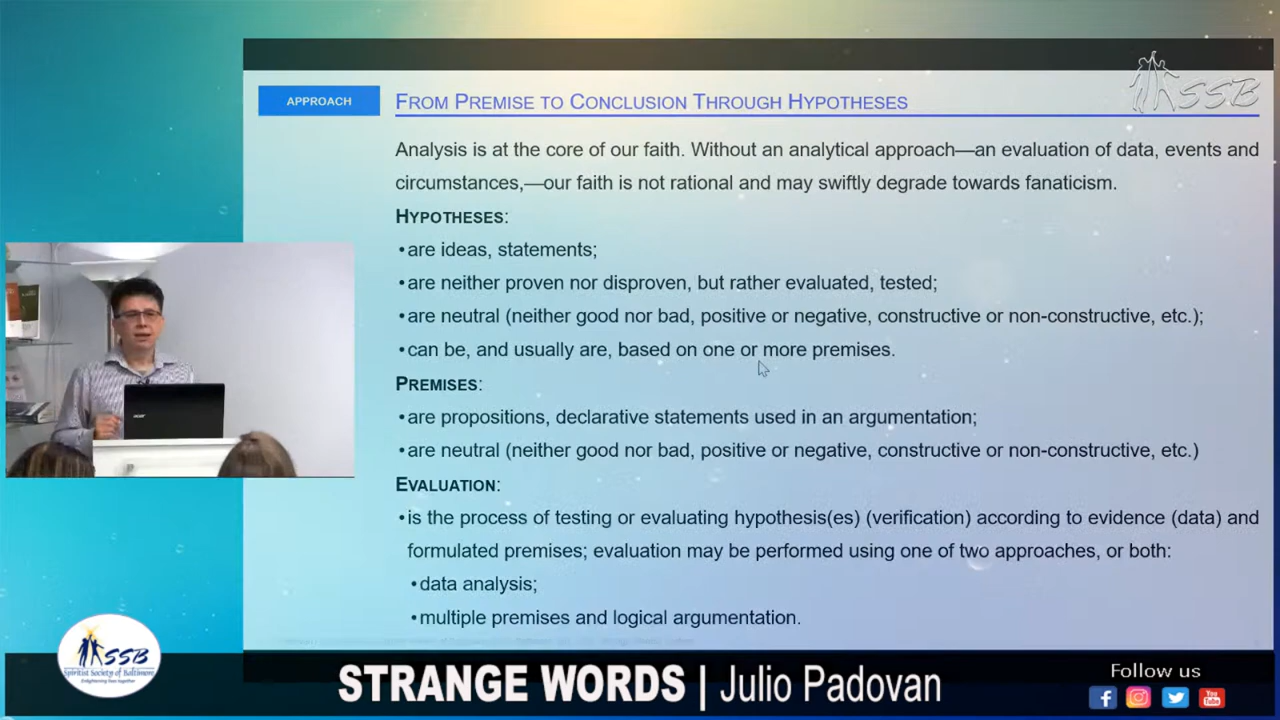 SSB
APPROACH
FROM PREMISE TO CONCLUSION THROUGH HYPOTHESES
Analysis is at the core of our faith. Without an analytical approach—an evaluation of data, events and
circumstances,—our faith is not rational and may swiftly degrade towards fanaticism.
HYPOTHESES:
•are ideas, statements;
•are neither proven nor disproven, but rather evaluated, tested;
•are neutral (neither good nor bad, positive or negative, constructive or non-constructive, etc.);
•can be, and usually are, based on one or more premises.
PREMISES:
•are propositions, declarative statements used in an argumentation;
•are neutral (neither good nor bad, positive or negative, constructive or non-constructive, etc.)
EVALUATION:
•is the process of testing or evaluating hypothesis(es) (verification) according to evidence (data) and
formulated premises; evaluation may be performed using one of two approaches, or both:
•data analysis;
•multiple premises and logical argumentation.
acer
SSB
Spiritist Society of Baltimore
Enlightening lives together
STRANGE WORDS | Julio Padovan
Follow us
You
Tube